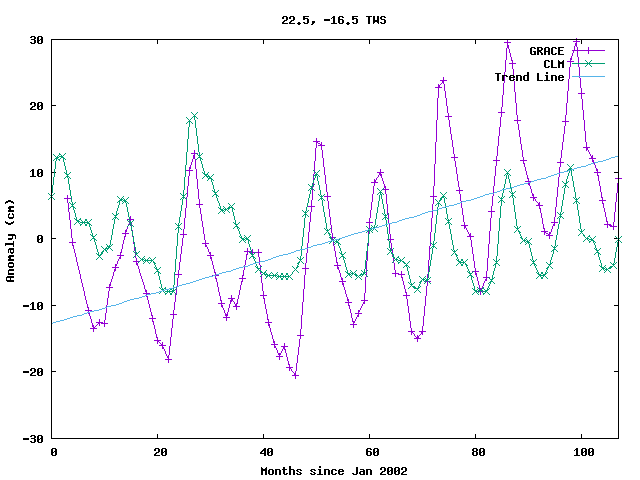 22.5, -16.5 TWS
GRACE
CLM
Trend Line
30
20
10
0
-10
-20
-30
Anomaly (cm)
0 20 40 60 80 100
Months since Jan 2002